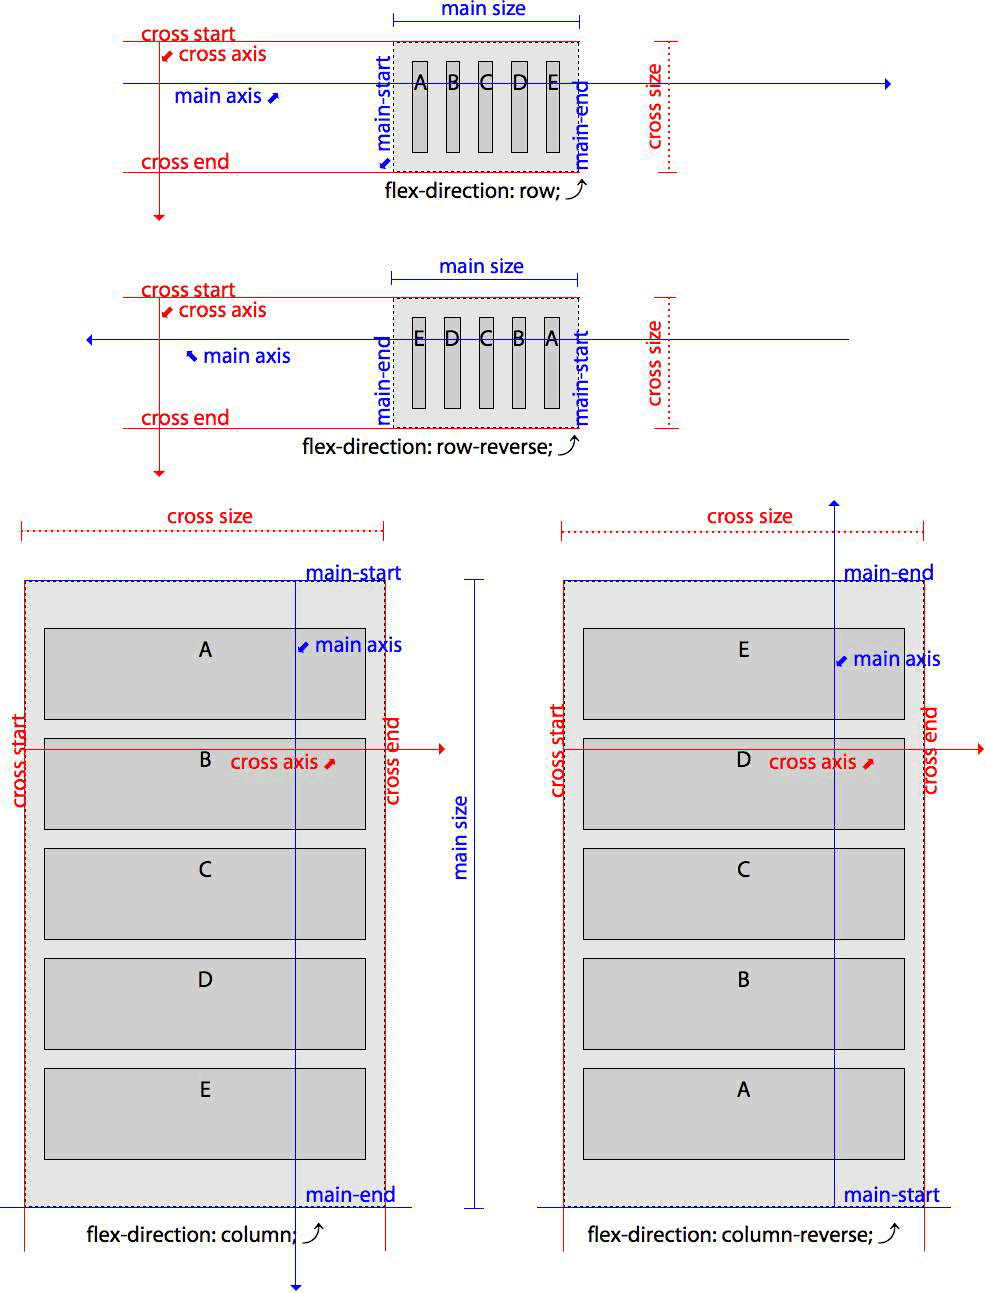 main size
cross start
cross axis
main axis
main-start
A B C D E
main-end
cross size
cross end
flex-direction: row;
main size
cross start
cross axis
main axis
main-end
E D C B A
main-start
cross size
cross end
flex-direction: row-reverse;
cross size
main-start
A
main axis
cross start
B
cross axis
cross end
C
D
E
main-end
flex-direction: column;
main size
cross size
main-end
E
main axis
cross start
D
cross axis
cross end
C
B
A
main-start
flex-direction: column-reverse;